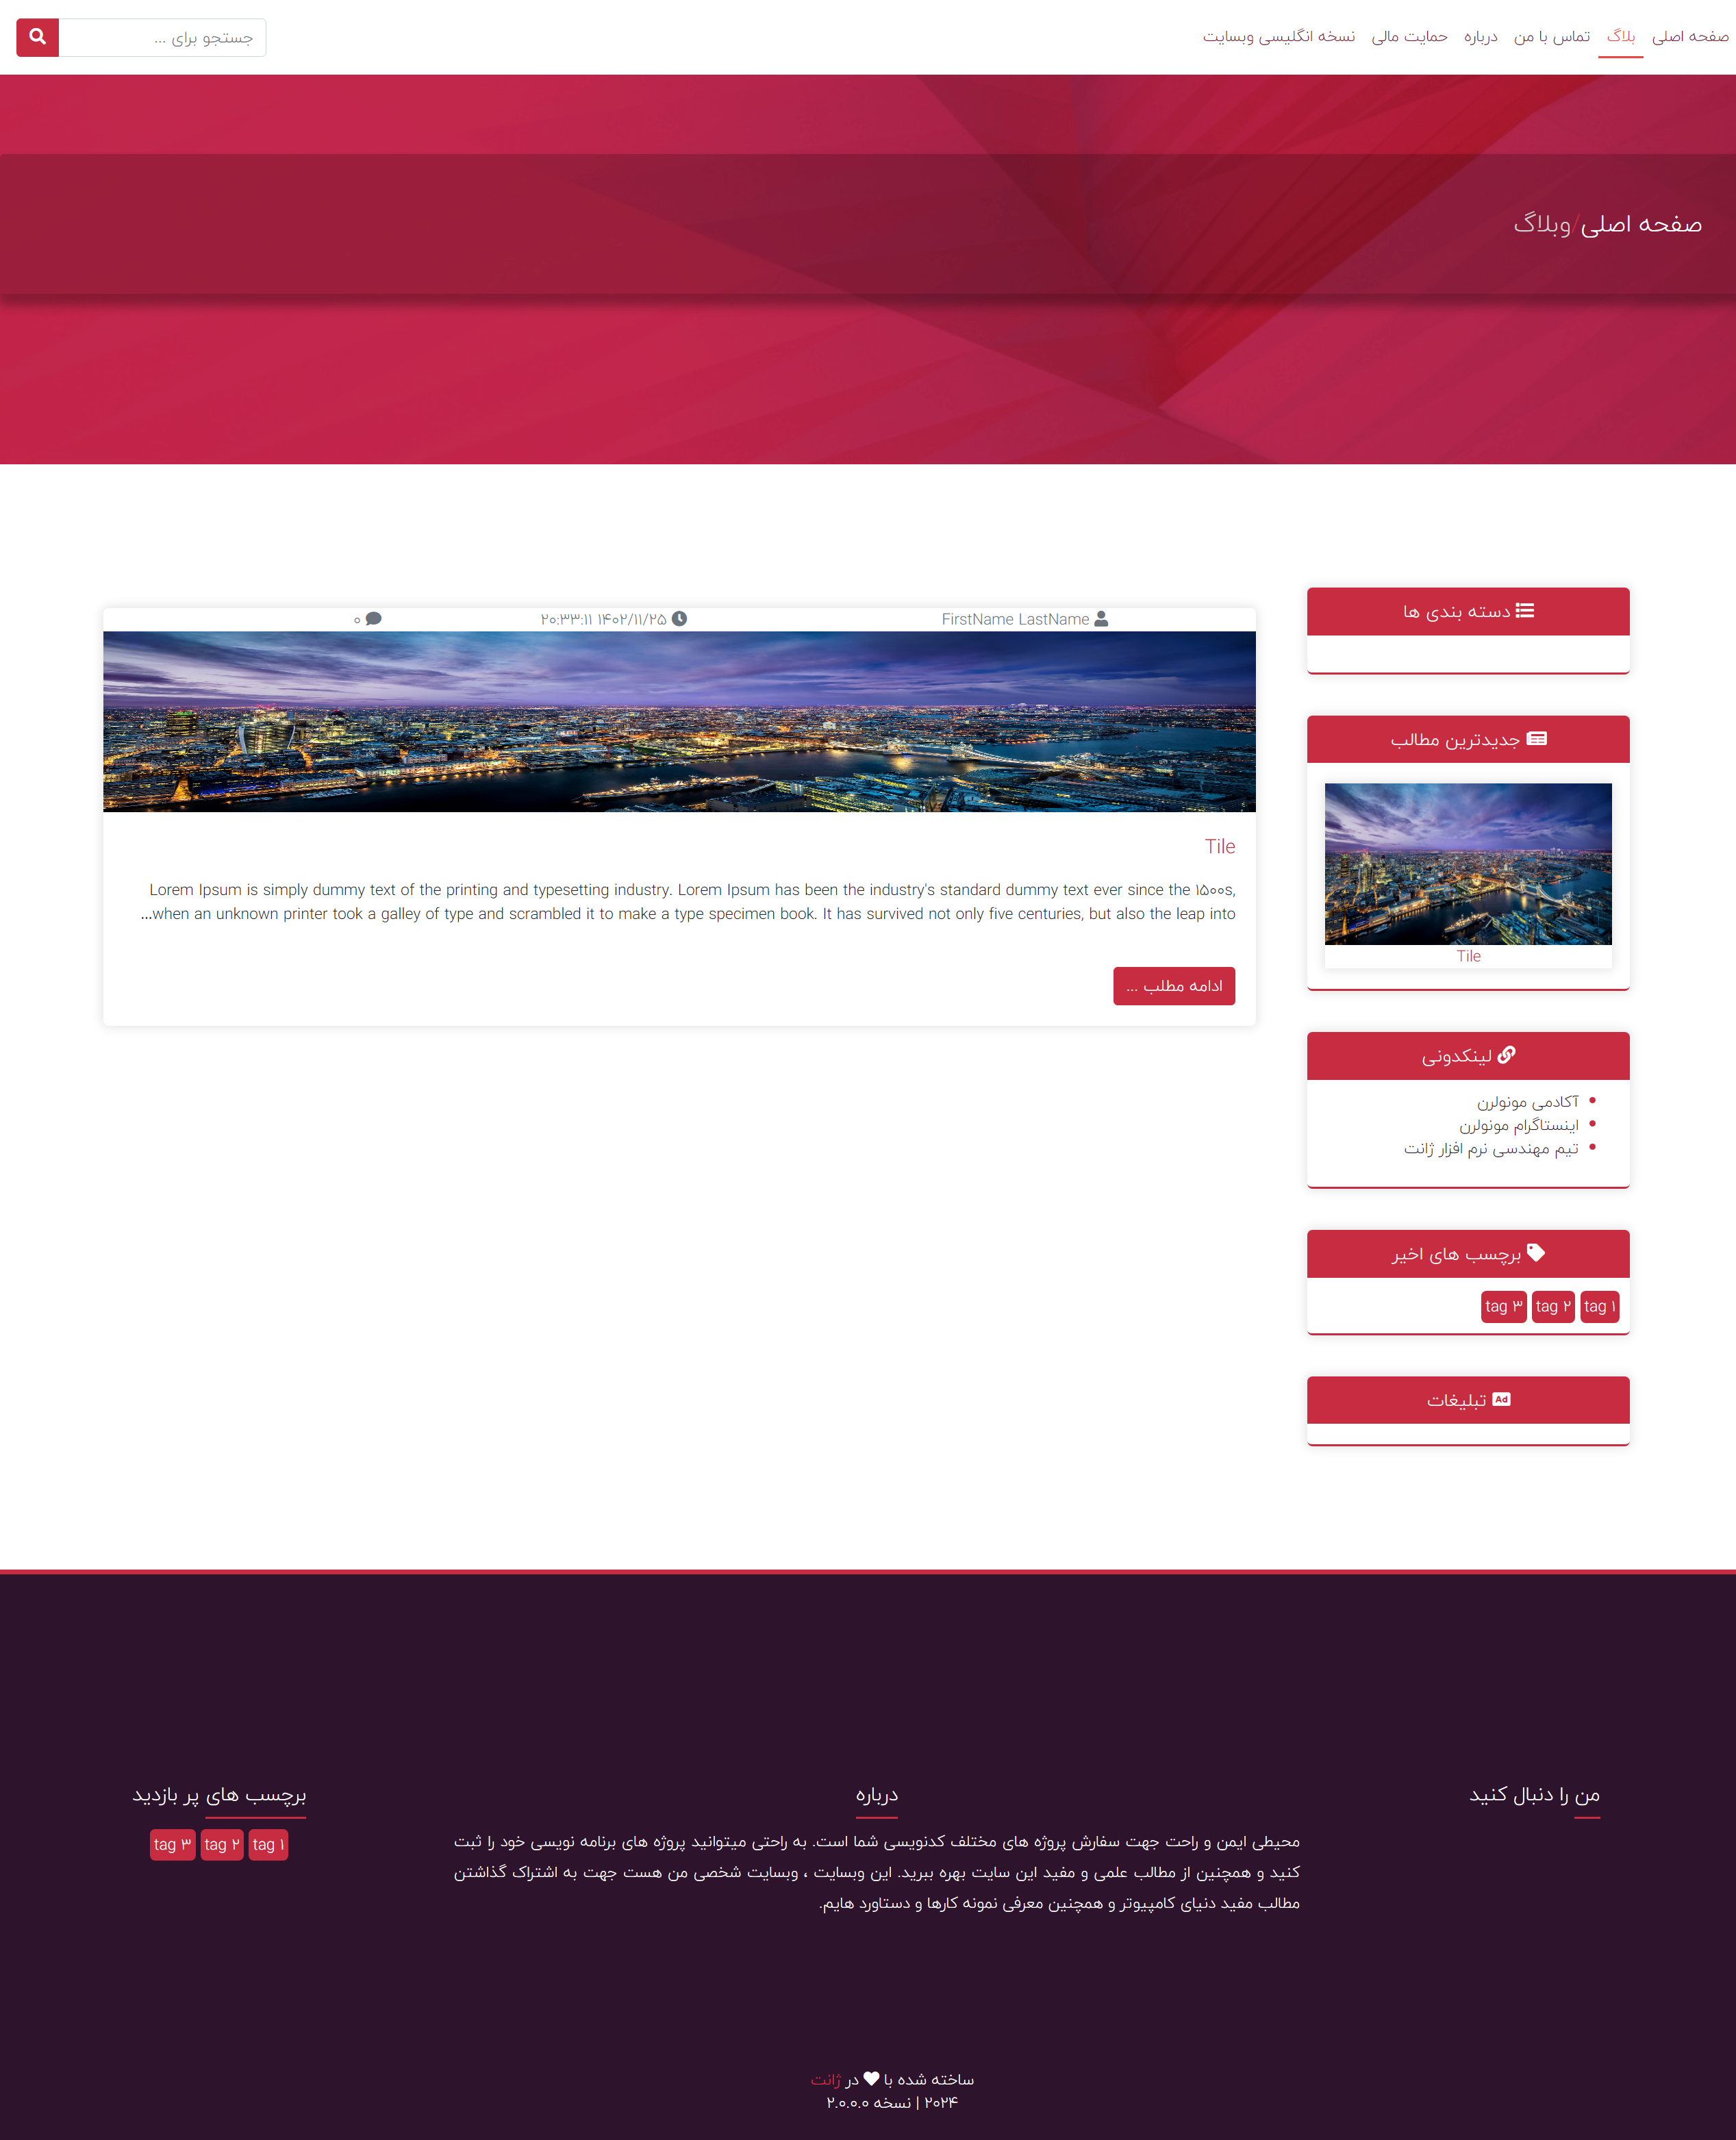 صفحه اصلی
بلاگ
تماس با من
درباره
حمایت مالی
نسخه انگلیسی وبسایت
جستجو برای ...
صفحه اصلی/وبلاگ
دسته بندی ها
جدیدترین مطالب
Tile
لینکدونی
آکادمی مونولرن
اینستاگرام مونولرن
تیم مهندسی نرم افزار ژانت
برچسب های اخیر
tag ۱
tag ۲
tag ۳
Ad تبلیغات
FirstName LastName
۱۴۰۲/۱۱/۲۵ ۲۰:۳۳:۱۱
۰
Tile
Lorem Ipsum is simply dummy text of the printing and typesetting industry. Lorem Ipsum has been the industry's standard dummy text ever since the ۱۵۰۰s,
when an unknown printer took a galley of type and scrambled it to make a type specimen book. It has survived not only five centuries, but also the leap into...
ادامه مطلب ...
من را دنبال کنید
درباره
محیطی ایمن و راحت جهت سفارش پروژه های مختلف کدنویسی شما است. به راحتی میتوانید پروژه های برنامه نویسی خود را ثبت
کنید و همچنین از مطالب علمی و مفید این سایت بهره ببرید. این وبسایت ، وبسایت شخصی من هست جهت به اشتراک گذاشتن
مطالب مفید دنیای کامپیوتر و همچنین معرفی نمونه کارها و دستاورد هایم.
برچسب های پر بازدید
tag ۱
tag ۲
tag ۳
ساخته شده با در ژانت
۲۰۲۴ | نسخه ۲.۰.۰.۰